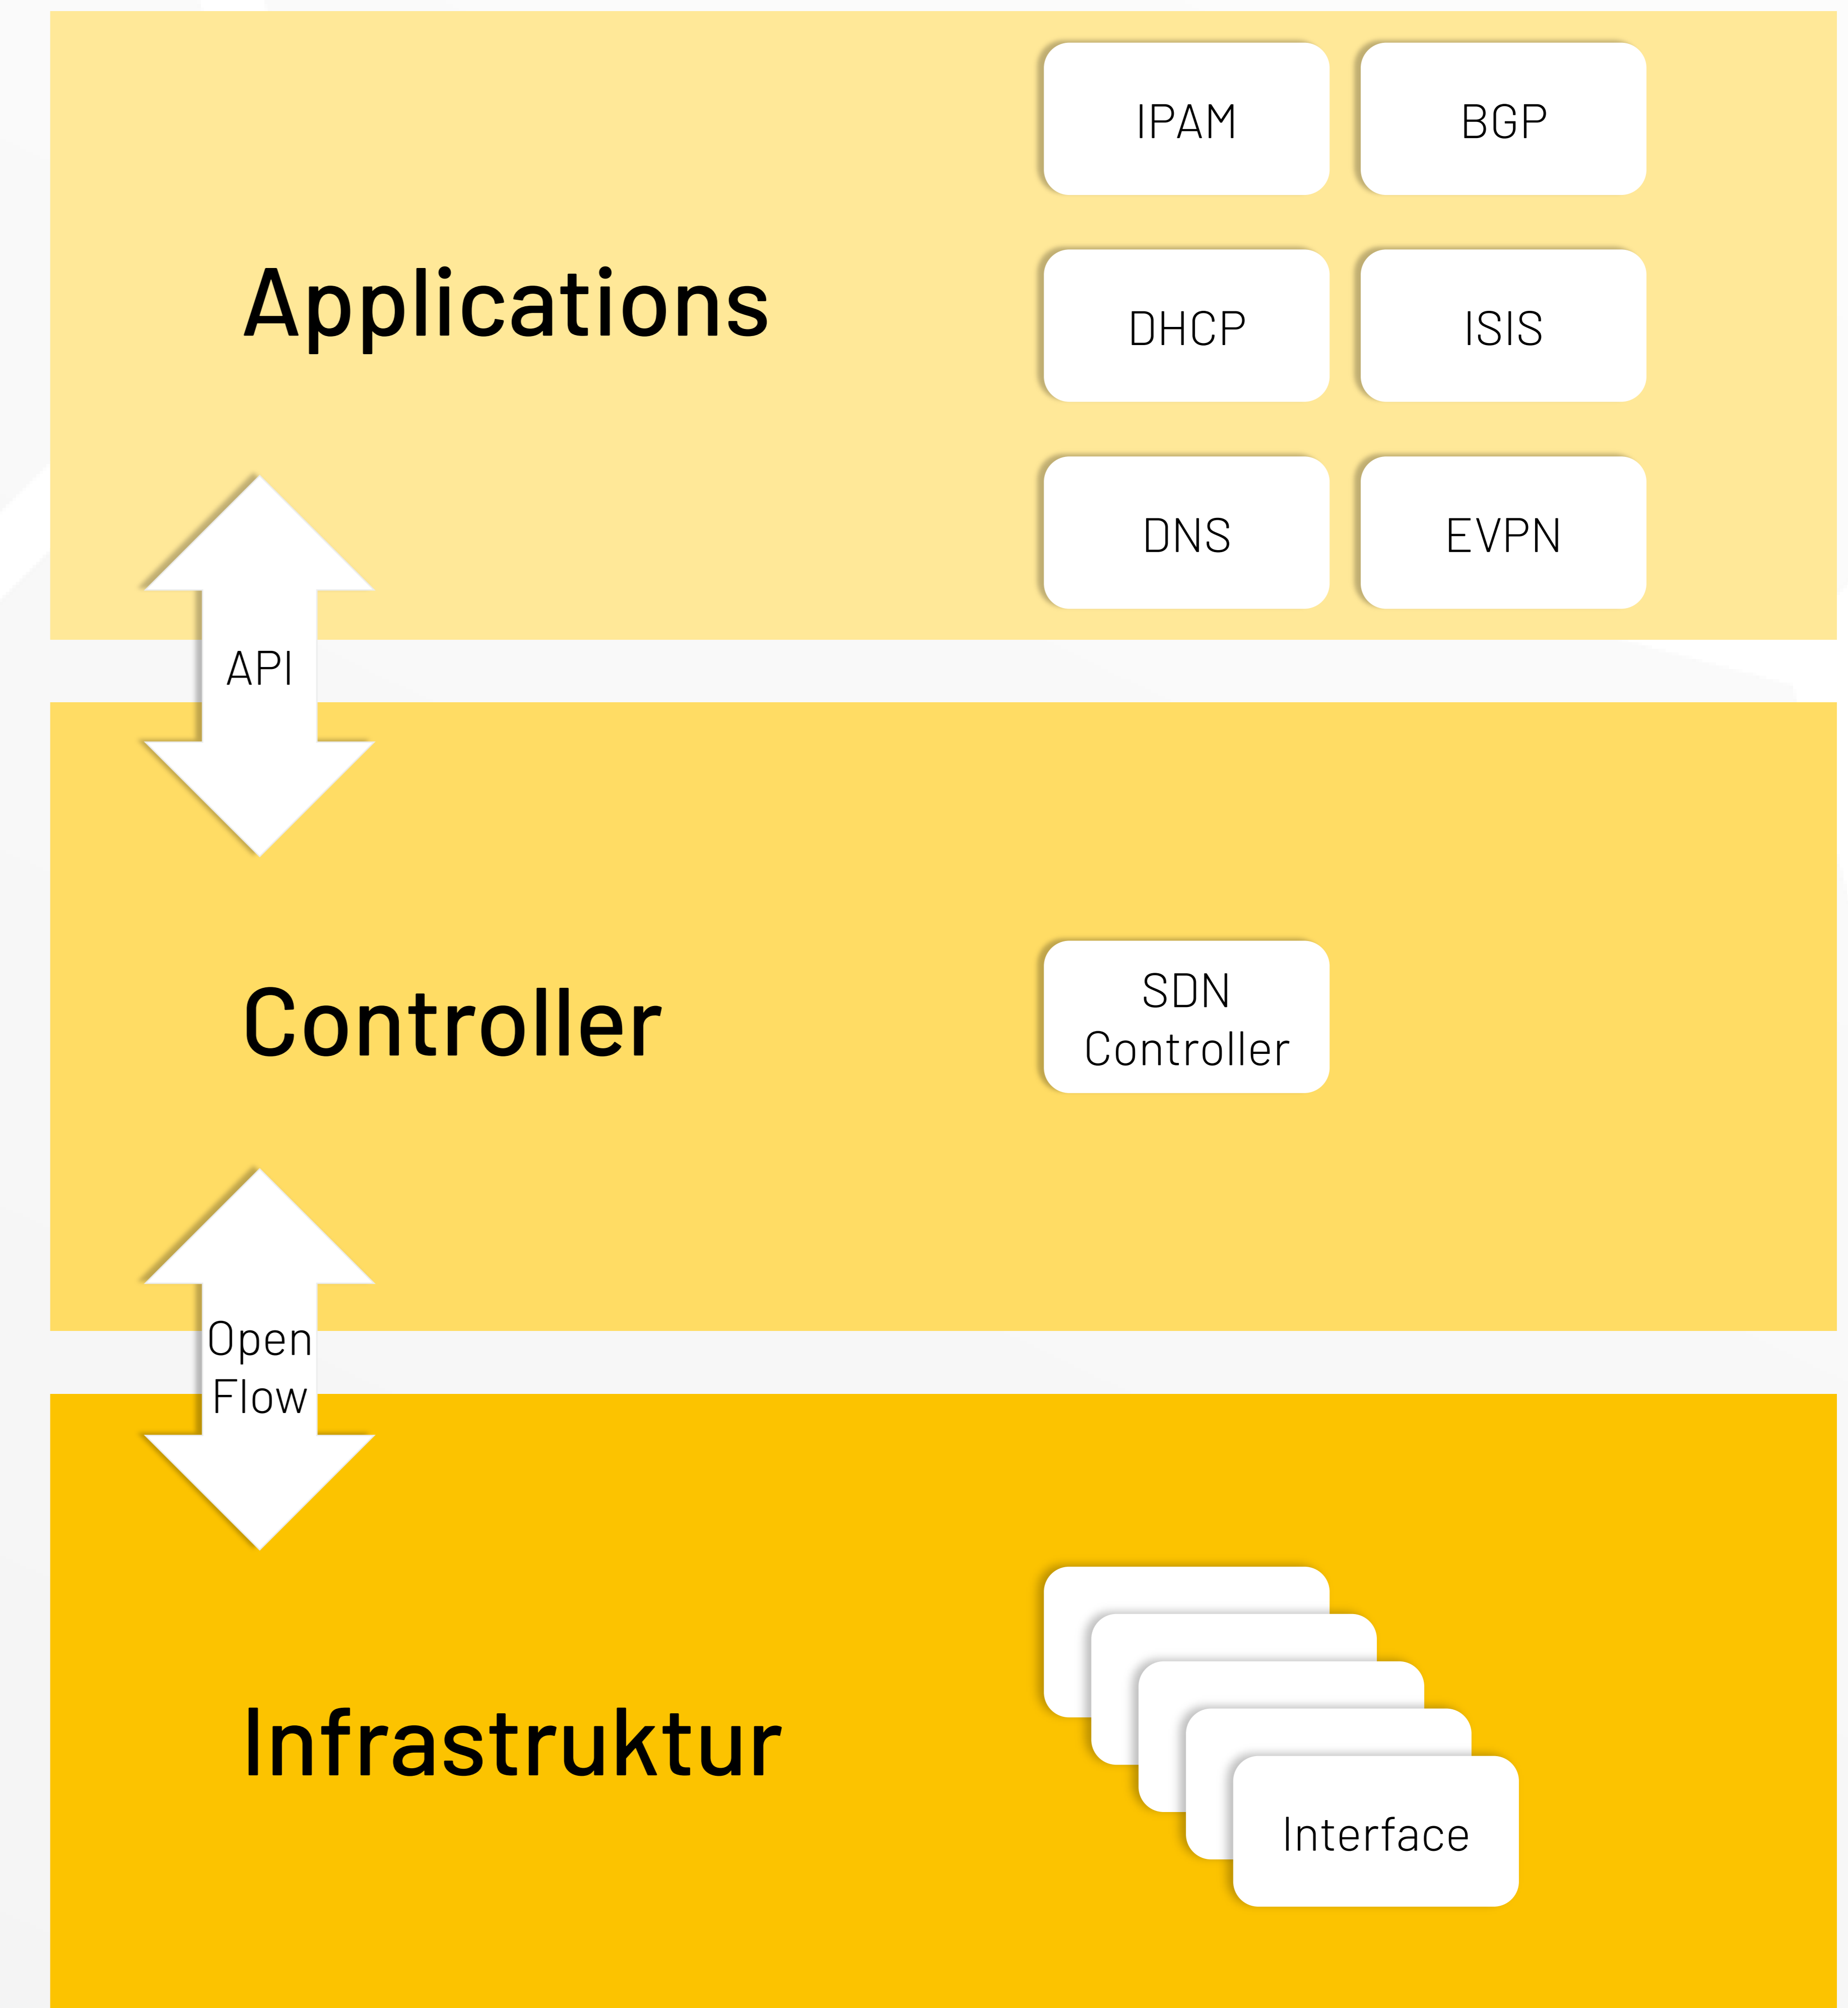 IPAM
BGP
Applications
DHCP
ISIS
DNS
EVPN
API
Controller
SDN
Controller
Open
Flow
Infrastruktur
Interface